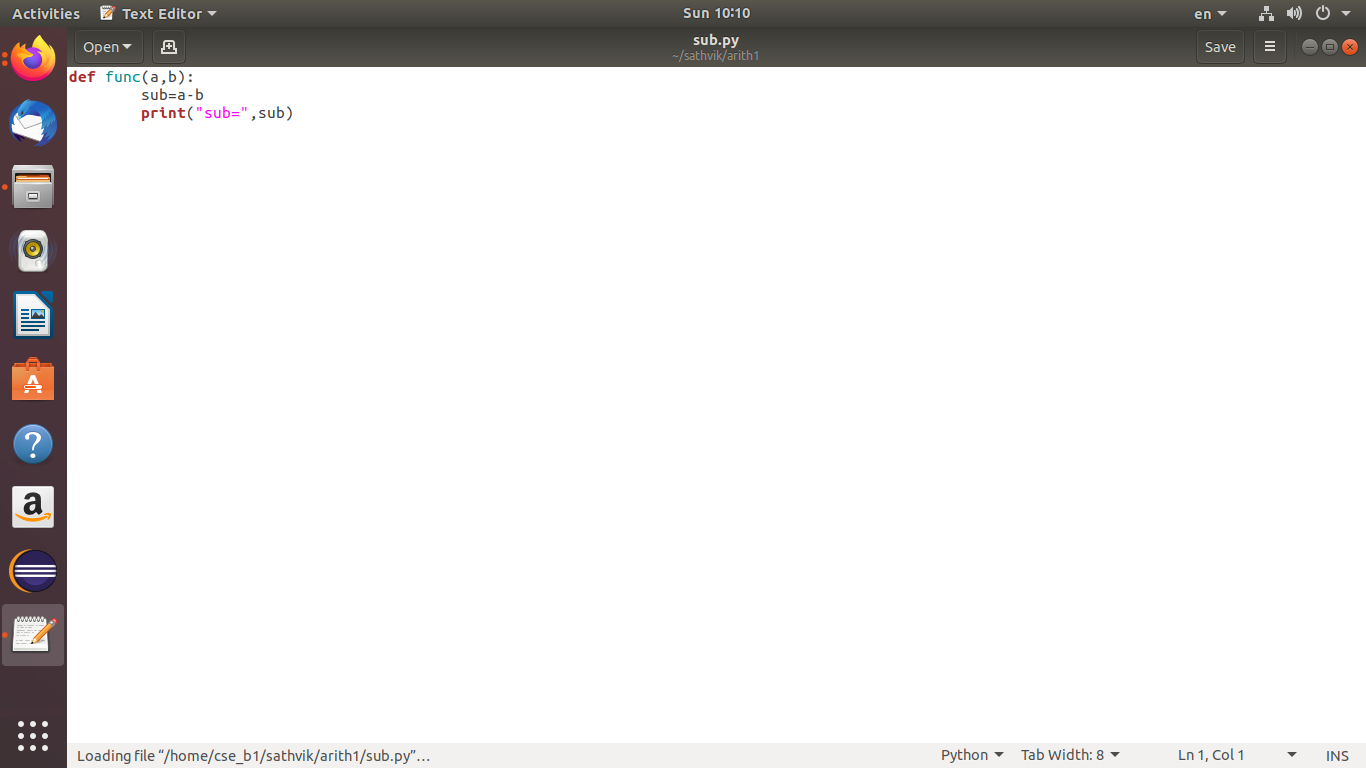 Activities Text Editor Sun 10:10 en
Open sub.py Save
~/sathvik/arith1
def func(a,b):
        sub=a-b
        print("sub=",sub)
Loading file “/home/cse_b1/sathvik/arith1/sub.py”… Python Tab Width: 8 Ln 1, Col 1 INS